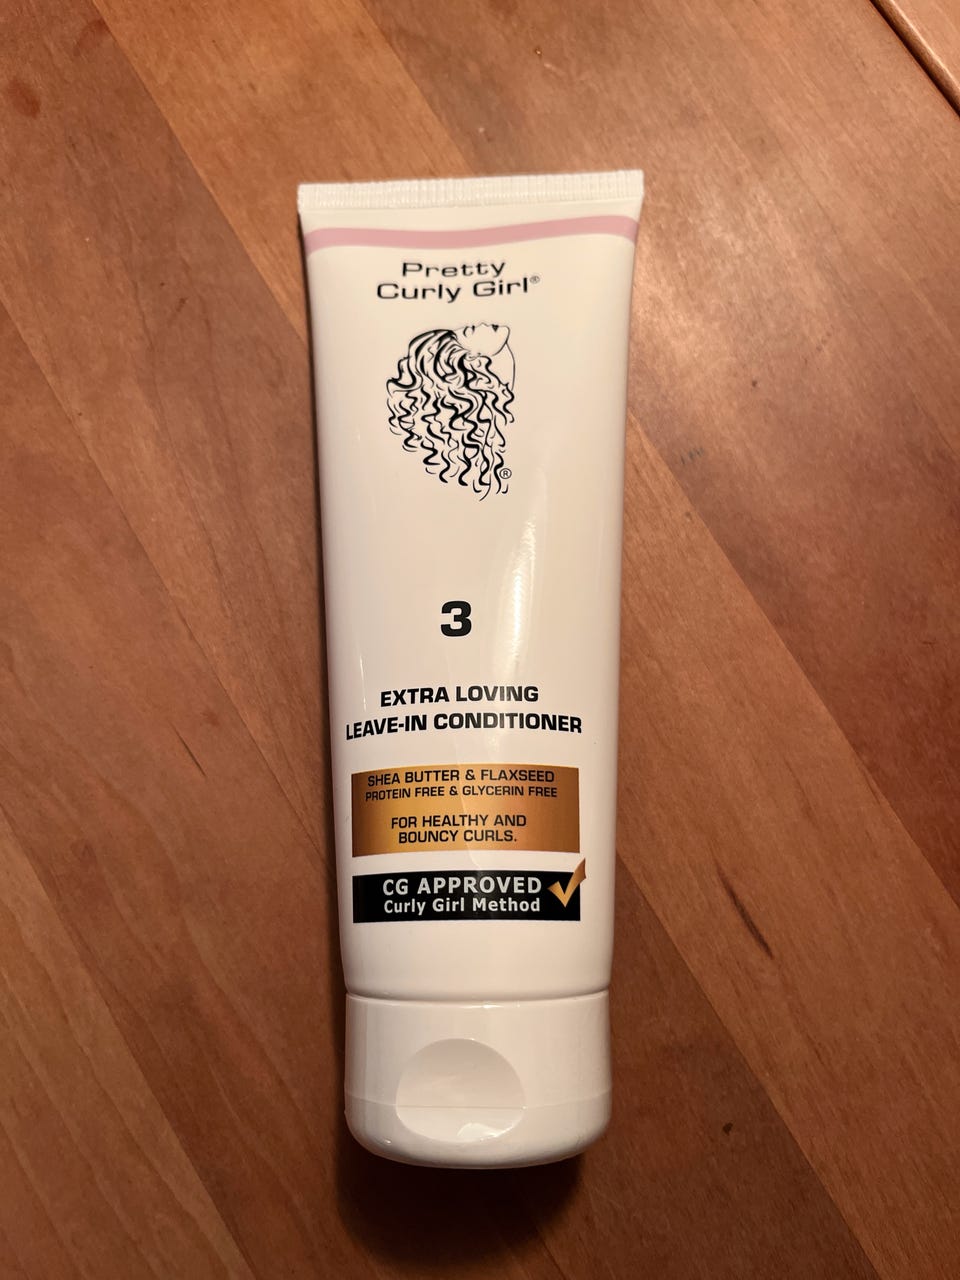 Pretty
Curly Girl®
®
3
EXTRA LOVING
LEAVE-IN CONDITIONER
SHEA BUTTER & FLAXSEED
PROTEIN FREE & GLYCERIN FREE
FOR HEALTHY AND
BOUNCY CURLS.
CG APPROVED
Curly Girl Method